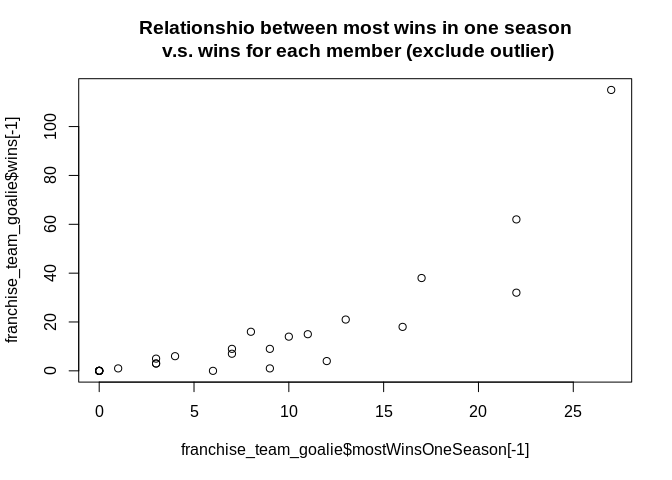 Relationshio between most wins in one season
v.s. wins for each member (exclude outlier)
franchise_team_goalie$wins[-1]
100
80
60
40
20
0
0 5 10 15 20 25
franchise_team_goalie$mostWinsOneSeason[-1]